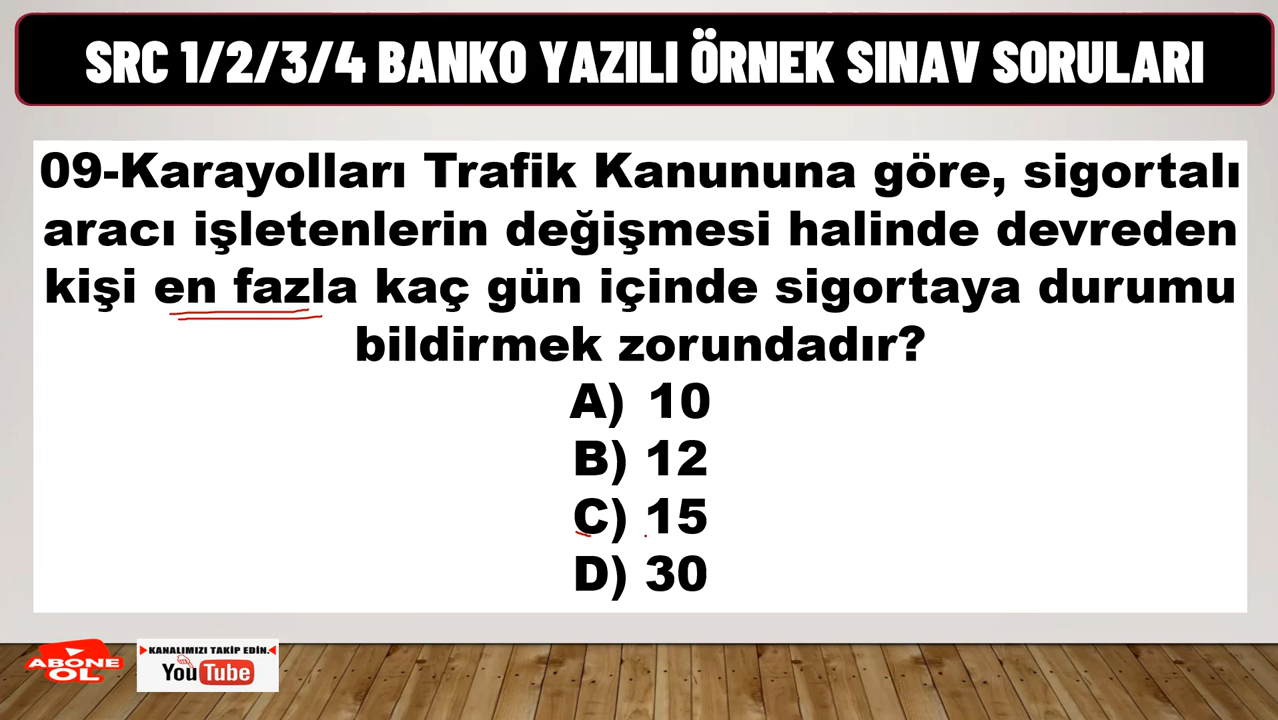 SRC 1/2/3/4 BANKO YAZILI ÖRNEK SINAV SORULARI
09-Karayolları Trafik Kanununa göre, sigortalı
aracı işletenlerin değişmesi halinde devreden
kişi en fazla kaç gün içinde sigortaya durumu
bildirmek zorundadır?
A) 10
B) 12
C) 15
D) 30
ABONE
OL
KANALIMIZI TAKİP EDİN.
YouTube